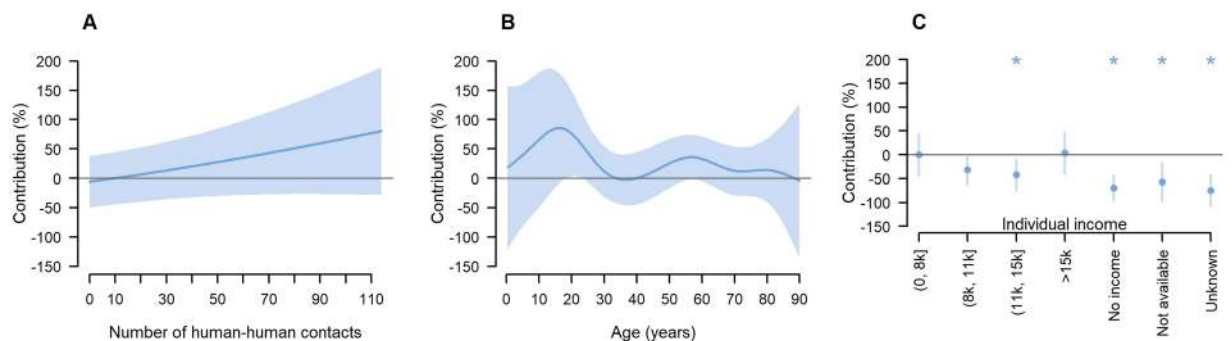 A
Contribution (%)
200
150
100
50
0
-50
-100
-150
0
30
60
90
110
Number of human-human contacts
B
Contribution (%)
200
150
100
50
0
-50
-100
-150
0
10
20
30
40
50
60
70
80
90
Age (years)
C
Contribution (%)
200
150
100
50
0
-50
-100
-150
* * * *
Individual income
(0, 8k]
(8k, 11k]
(11k, 15k]
>15k
No income
Not available
Unknown